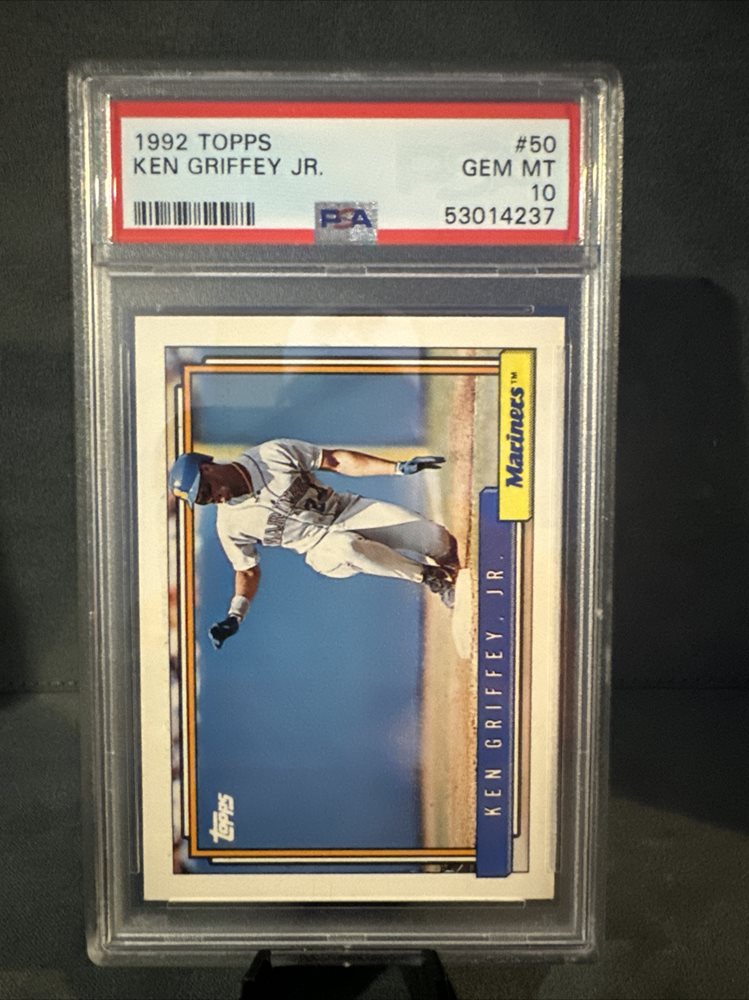 1992 TOPPS #50
KEN GRIFFEY JR. GEM MT
10
PSA 53014237
Mariners™
KEN GRIFFEY, JR.
TOPPS